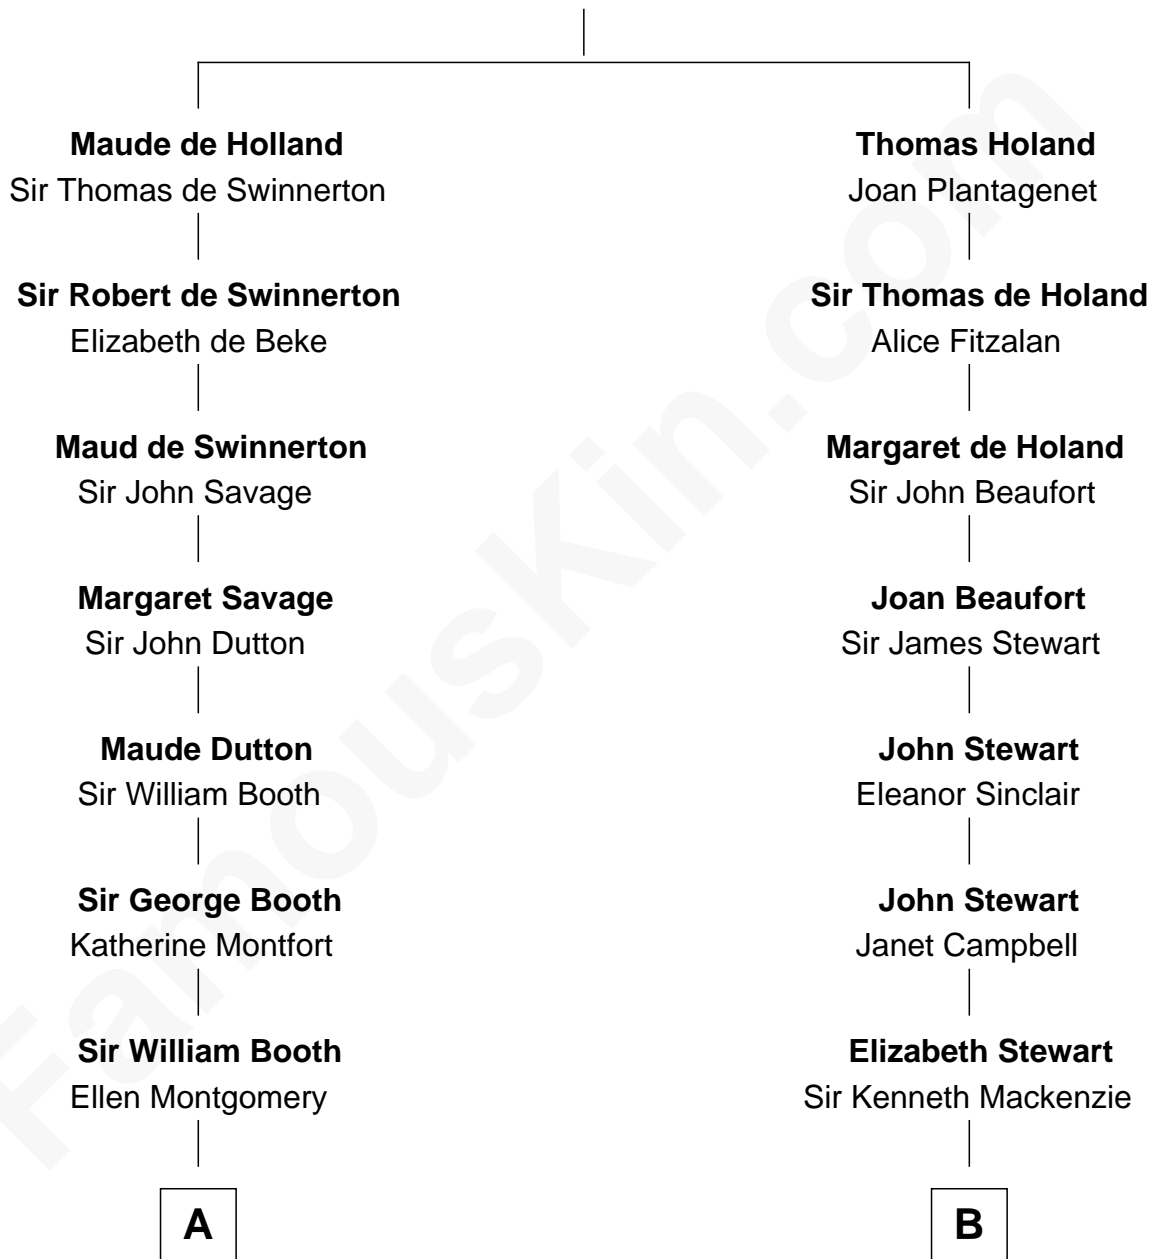 Maude de Holland
Sir Thomas de Swinnerton
Sir Robert de Swinnerton
Elizabeth de Beke
Maud de Swinnerton
Sir John Savage
Margaret Savage
Sir John Dutton
Maude Dutton
Sir William Booth
Sir George Booth
Katherine Montfort
Sir William Booth
Ellen Montgomery
A
Thomas Holand
Joan Plantagenet
Sir Thomas de Holand
Alice Fitzalan
Margaret de Holand
Sir John Beaufort
Joan Beaufort
Sir James Stewart
John Stewart
Eleanor Sinclair
John Stewart
Janet Campbell
Elizabeth Stewart
Sir Kenneth Mackenzie
B
FamousKin.com